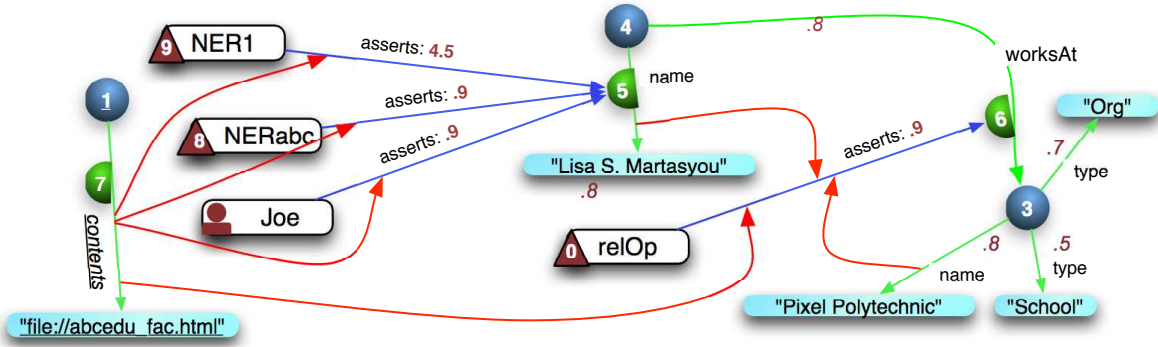 9 NER1
asserts: 4.5
4
.8
worksAt
1
name
"Org"
asserts: .9
5
6
8 NERabc
asserts: .9
asserts: .9
.7
type
7
"Lisa S. Martasyou"
.8
Joe
3
contents
0 relOp
.8
.5
name
type
"file://abcedu_fac.html"
"Pixel Polytechnic"
"School"